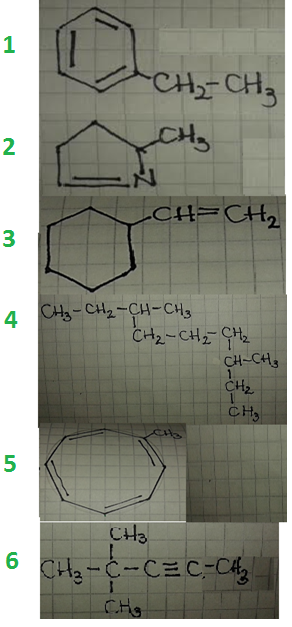 1
CH₂-CH₃
2
CH₃
N
3
CH=CH₂
4
CH₃-CH₂-CH-CH₃
CH₂-CH₂-CH₂
CH-CH₃
CH₂
CH₃
5
CH₃
6
CH₃
CH₃-C-C≡C-CH₃
CH₃